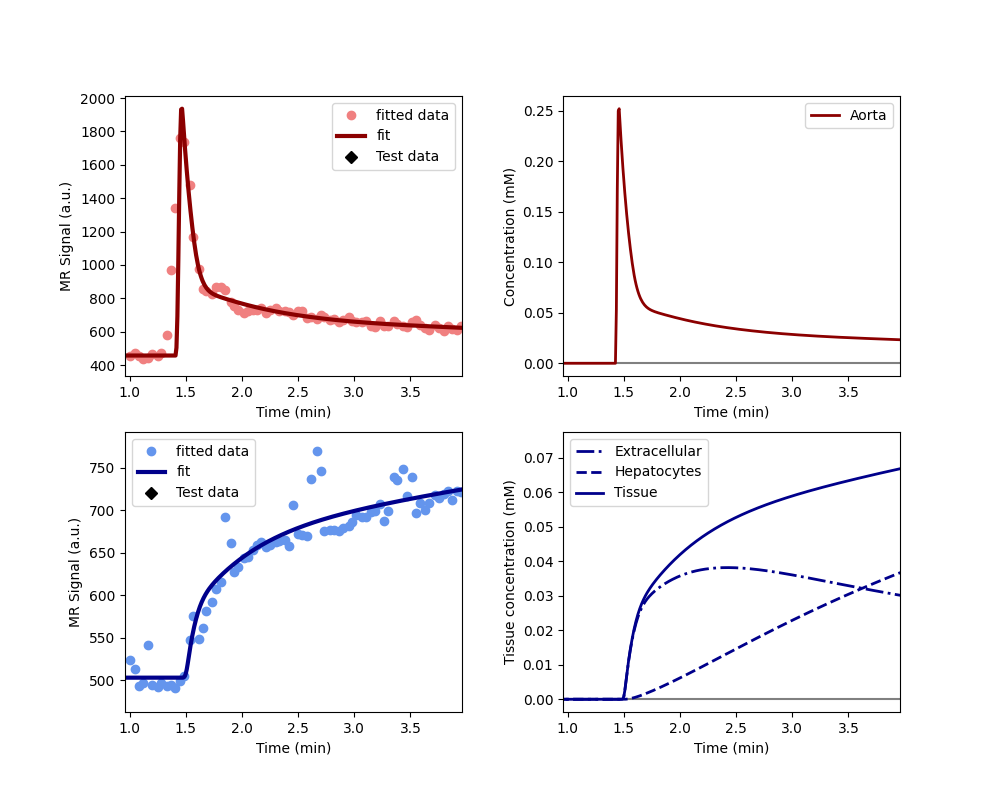 2000
1800
1600
1400
1200
1000
800
600
400
MR Signal (a.u.)
fitted data
fit
Test data
1.0 1.5 2.0 2.5 3.0 3.5
Time (min)
0.25
0.20
0.15
0.10
0.05
0.00
Concentration (mM)
Aorta
1.0 1.5 2.0 2.5 3.0 3.5
Time (min)
750
700
650
600
550
500
MR Signal (a.u.)
fitted data
fit
Test data
1.0 1.5 2.0 2.5 3.0 3.5
Time (min)
0.07
0.06
0.05
0.04
0.03
0.02
0.01
0.00
Tissue concentration (mM)
Extracellular
Hepatocytes
Tissue
1.0 1.5 2.0 2.5 3.0 3.5
Time (min)